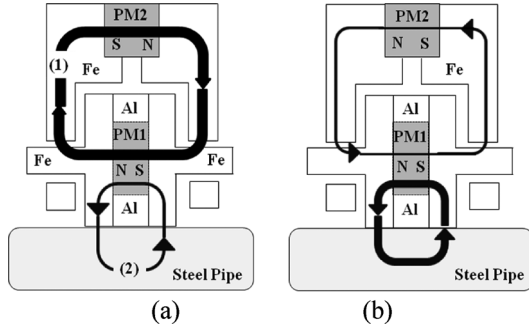 PM2
S N
(1)
Fe
Al
PM1
Fe
Fe
N S
Al
(2)
Steel Pipe
(a)
PM2
N S
Fe
Al
PM1
N S
Al
Steel Pipe
(b)